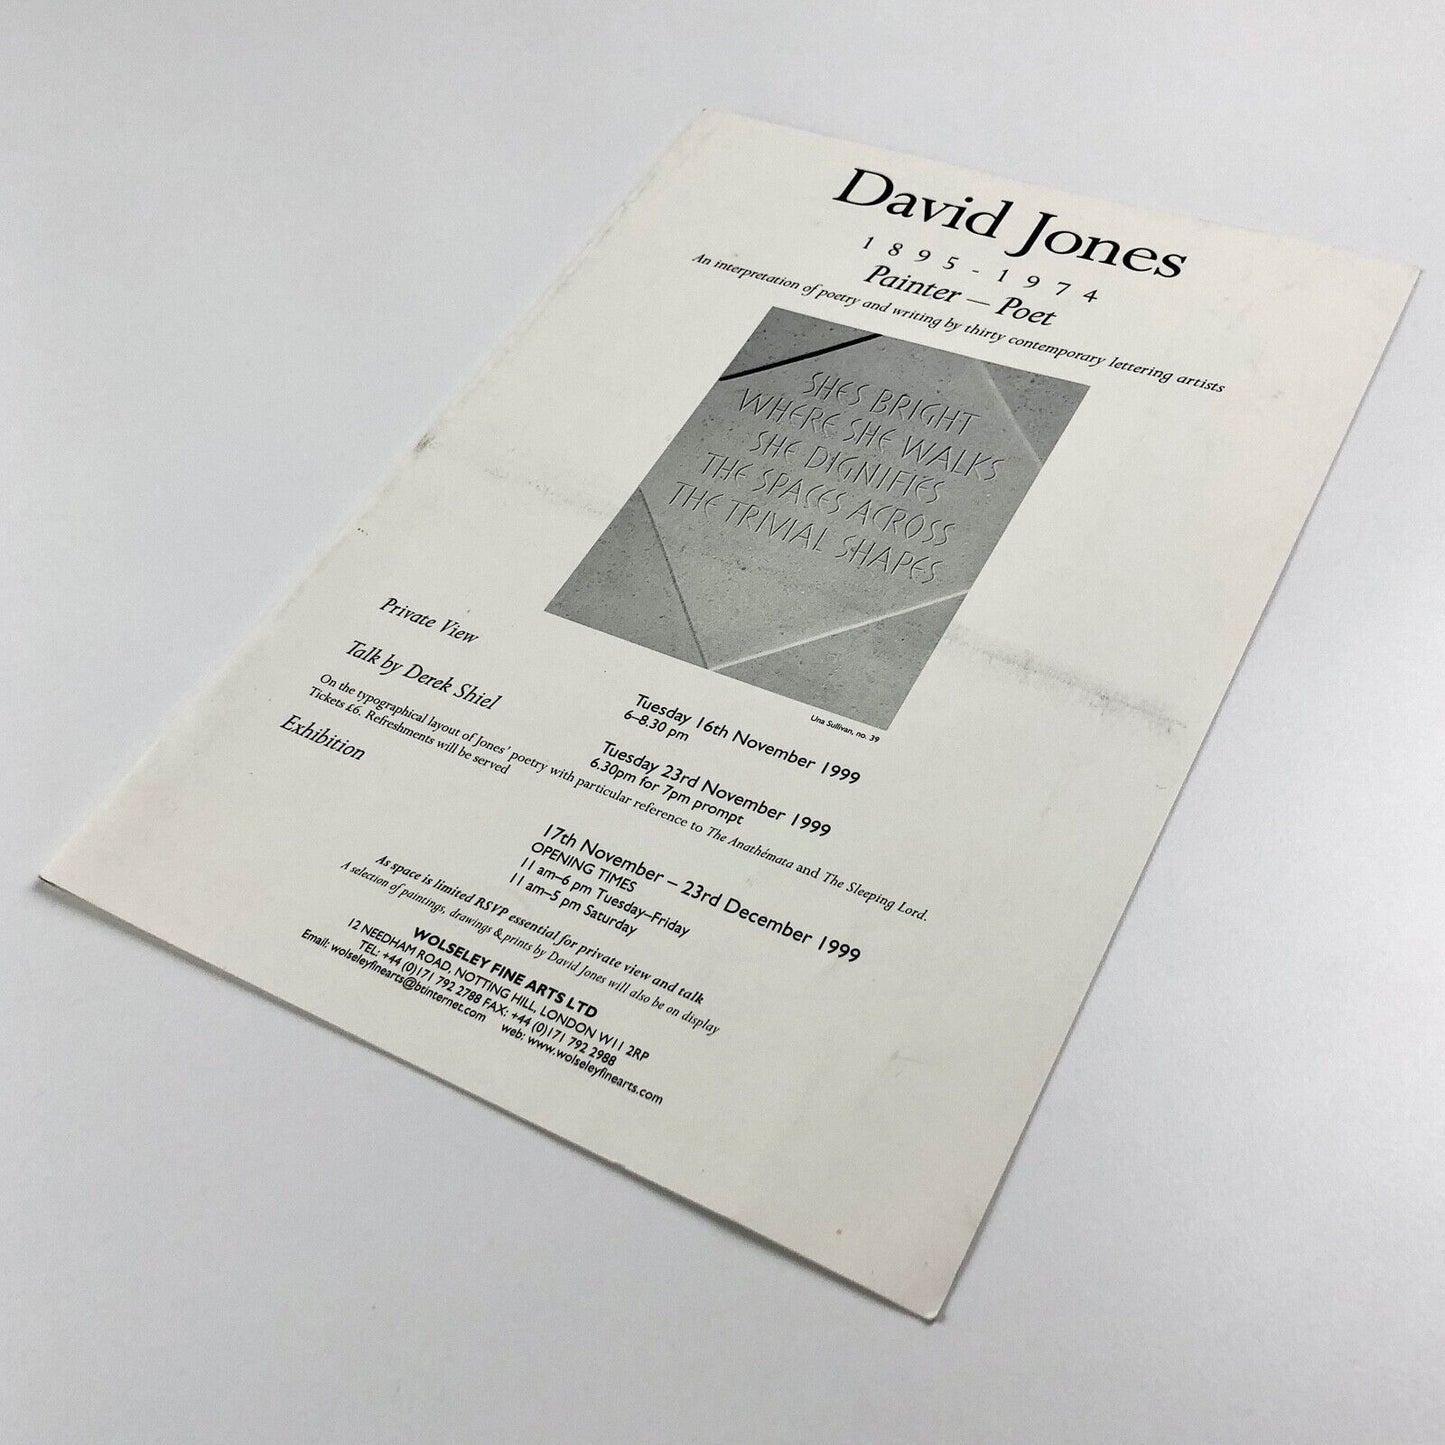 David Jones
1895-1974
Painter – Poet
An interpretation of poetry and writing by thirty contemporary lettering artists
SHES BRIGHT
WHERE SHE WALKS
SHE DIGNIFIES
THE SPACES ACROSS
THE TRIVIAL SHAPES
Una Sullivan, no. 39
Private View
Tuesday 16th November 1999
6–8.30 pm
Talk by Derek Shiel
Tuesday 23rd November 1999
6.30pm for 7pm prompt
On the typographical layout of Jones' poetry with particular reference to The Anathémata and The Sleeping Lord.
Tickets £6. Refreshments will be served
Exhibition
17th November – 23rd December 1999
OPENING TIMES
11am–6 pm Tuesday–Friday
11am–5 pm Saturday
As space is limited RSVP essential for private view and talk
A selection of paintings, drawings & prints by David Jones will also be on display
WOLSELEY FINE ARTS LTD
12 NEEDHAM ROAD, NOTTING HILL, LONDON W11 2RP
TEL: +44 (0)171 792 2788 FAX: +44 (0)171 792 2988
Email: wolseleyfinearts@btinternet.com web: www.wolseleyfinearts.com